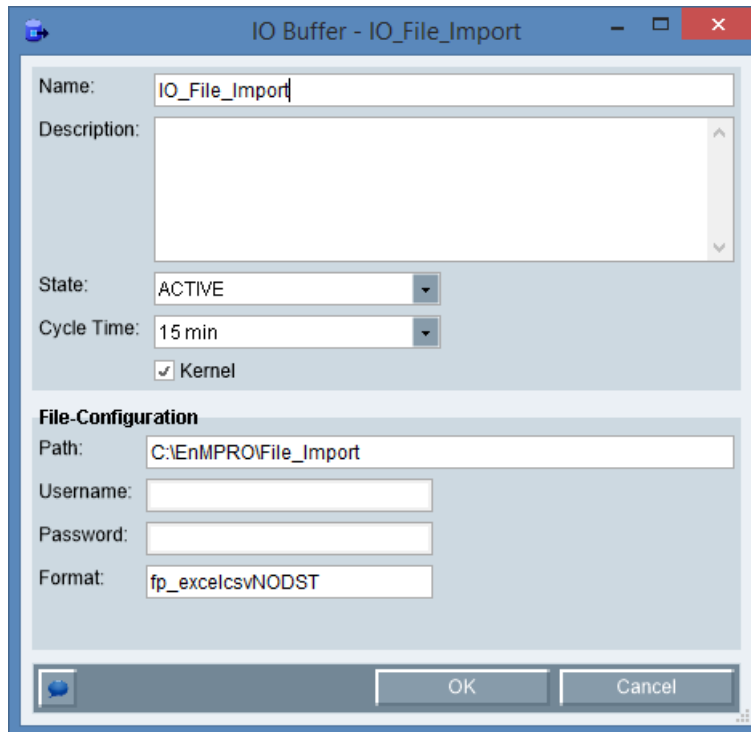 IO Buffer - IO_File_Import
Name: IO_File_Import
Description:
State: ACTIVE
Cycle Time: 15 min
Kernel
File-Configuration
Path: C:\EnMPRO\File_Import
Username:
Password:
Format: fp_excelcsvNODST
OK Cancel